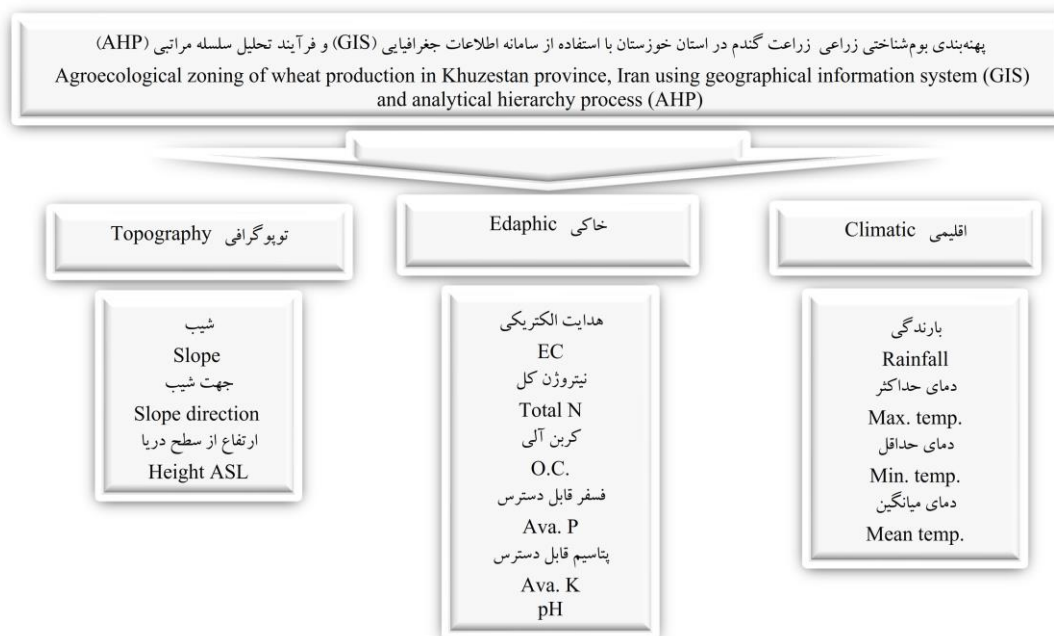 پهنه‌بندی بوم‌شناختی زراعی زراعت گندم در استان خوزستان با استفاده از سامانه اطلاعات جغرافیایی (GIS) و فرآیند تحلیل سلسله مراتبی (AHP)
Agroecological zoning of wheat production in Khuzestan province, Iran using geographical information system (GIS)
and analytical hierarchy process (AHP)
توپوگرافی Topography
شیب
Slope
جهت شیب
Slope direction
ارتفاع از سطح دریا
Height ASL
خاکی Edaphic
هدایت الکتریکی
EC
نیتروژن کل
Total N
کربن آلی
O.C.
فسفر قابل دسترس
Ava. P
پتاسیم قابل دسترس
Ava. K
pH
اقلیمی Climatic
بارندگی
Rainfall
دمای حداکثر
Max. temp.
دمای حداقل
Min. temp.
دمای میانگین
Mean temp.